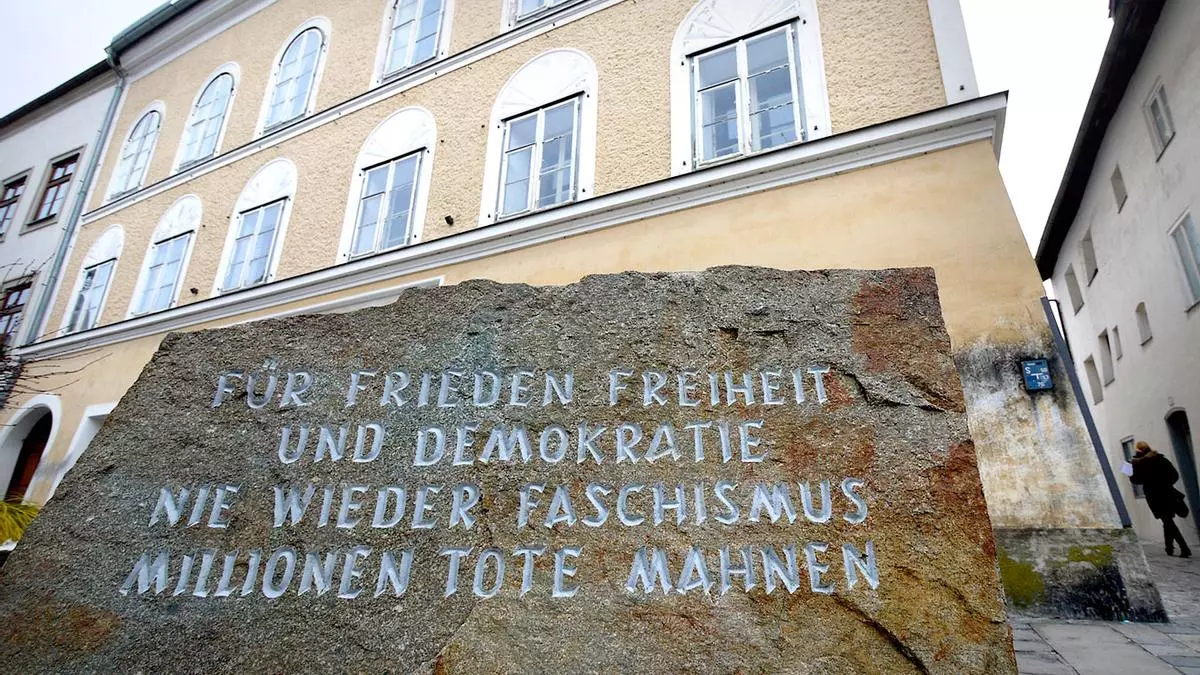 FÜR FRIEDEN FREIHEIT
UND DEMOKRATIE
NIE WIEDER FASCHISMUS
MILLIONEN TOTE MAHNEN